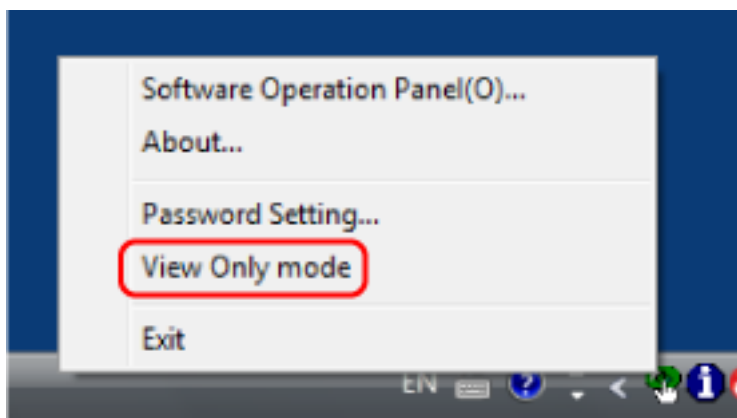 Software Operation Panel(O)...
About...
Password Setting...
View Only mode
Exit
EN